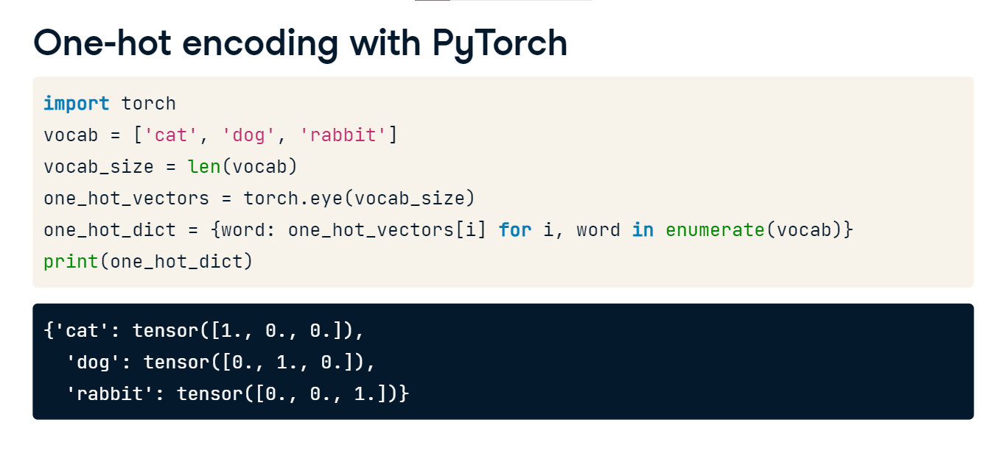 One-hot encoding with PyTorch
import torch
vocab = ['cat', 'dog', 'rabbit']
vocab_size = len(vocab)
one_hot_vectors = torch.eye(vocab_size)
one_hot_dict = {word: one_hot_vectors[i] for i, word in enumerate(vocab)}
print(one_hot_dict)
{'cat': tensor([1., 0., 0.]),
  'dog': tensor([0., 1., 0.]),
  'rabbit': tensor([0., 0., 1.])}